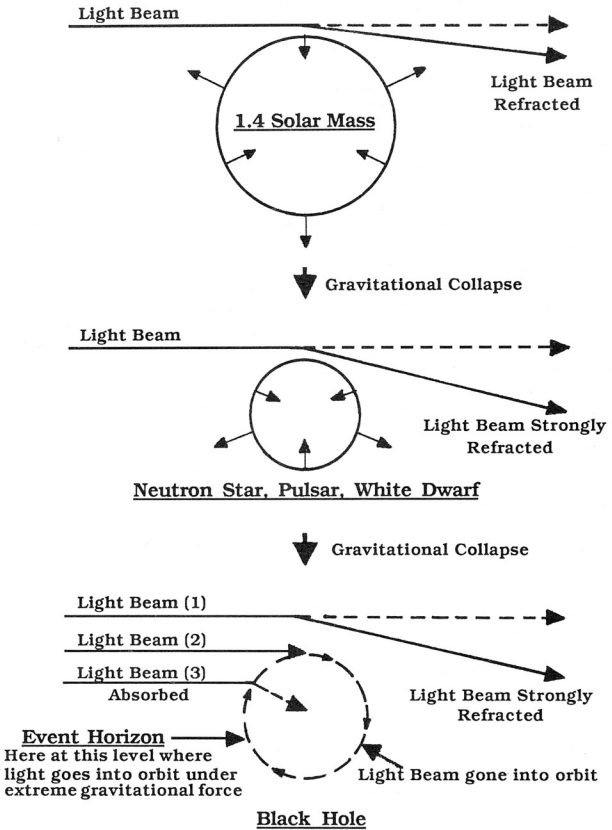 Light Beam
Light Beam
Refracted
1.4 Solar Mass
Gravitational Collapse
Light Beam
Light Beam Strongly
Refracted
Neutron Star, Pulsar, White Dwarf
Gravitational Collapse
Light Beam (1)
Light Beam (2)
Light Beam (3)
Absorbed
Light Beam Strongly
Refracted
Event Horizon
Here at this level where
light goes into orbit under
extreme gravitational force
Light Beam gone into orbit
Black Hole